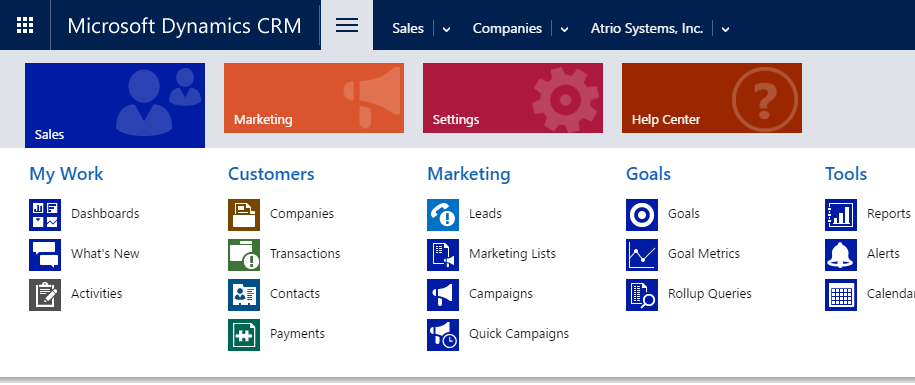 Microsoft Dynamics CRM
Sales
Companies
Atrio Systems, Inc.
Sales
Marketing
Settings
Help Center
My Work
Dashboards
What's New
Activities
Customers
Companies
Transactions
Contacts
Payments
Marketing
Leads
Marketing Lists
Campaigns
Quick Campaigns
Goals
Goals
Goal Metrics
Rollup Queries
Tools
Reports
Alerts
Calenda